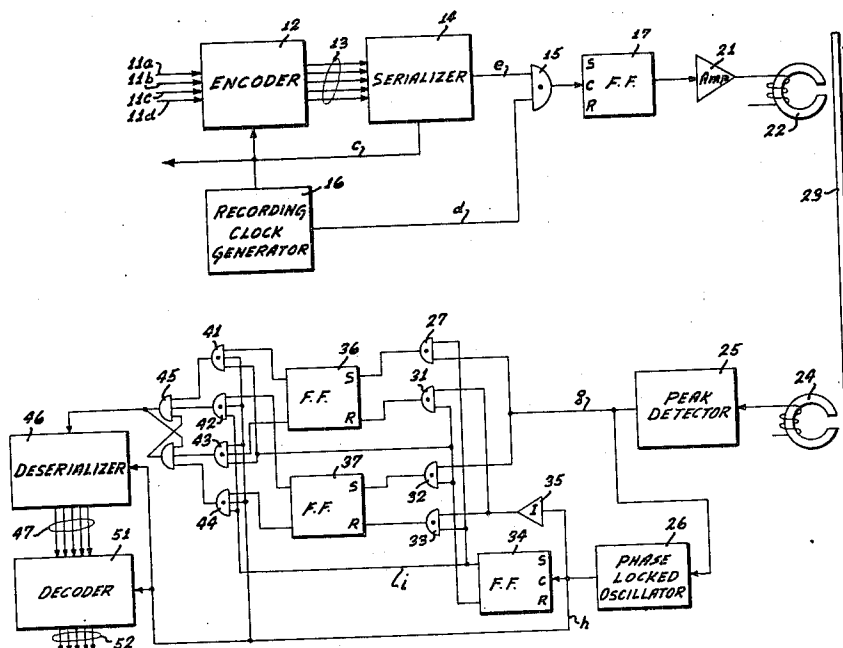 12
14
11a
11b
11c
11d
ENCODER
13
SERIALIZER
e
15
17
S
C
R
F.F.
21
AMP
22
23
c
16
RECORDING
CLOCK
GENERATOR
d
41
36
27
45
F.F.
S
R
31
25
PEAK
DETECTOR
24
g
46
42
43
DESERIALIZER
37
F.F.
S
R
32
35
I
44
33
26
47
51
34
PHASE
LOCKED
OSCILLATOR
DECODER
i
F.F.
S
C
R
h
52